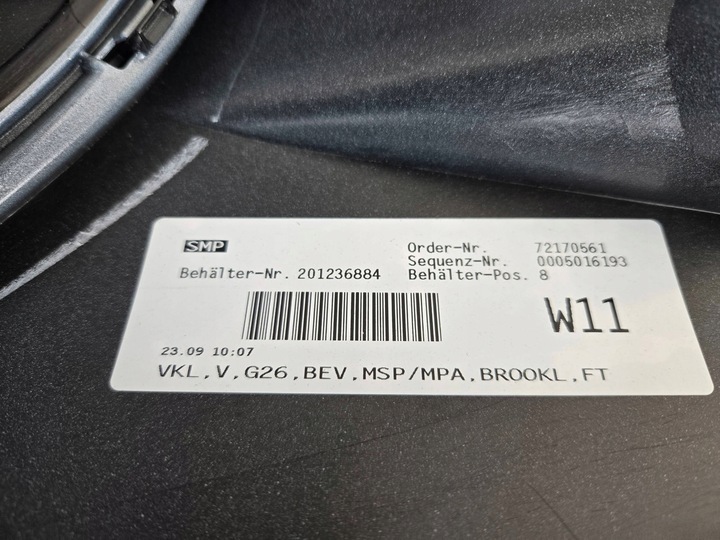 SMP
Order-Nr. 72170561
Sequenz-Nr. 0005016193
Behälter-Nr. 201236884 Behälter-Pos. 8
W11
23.09 10:07
VKL,V,G26,BEV,MSP/MPA,BROOKL,FT